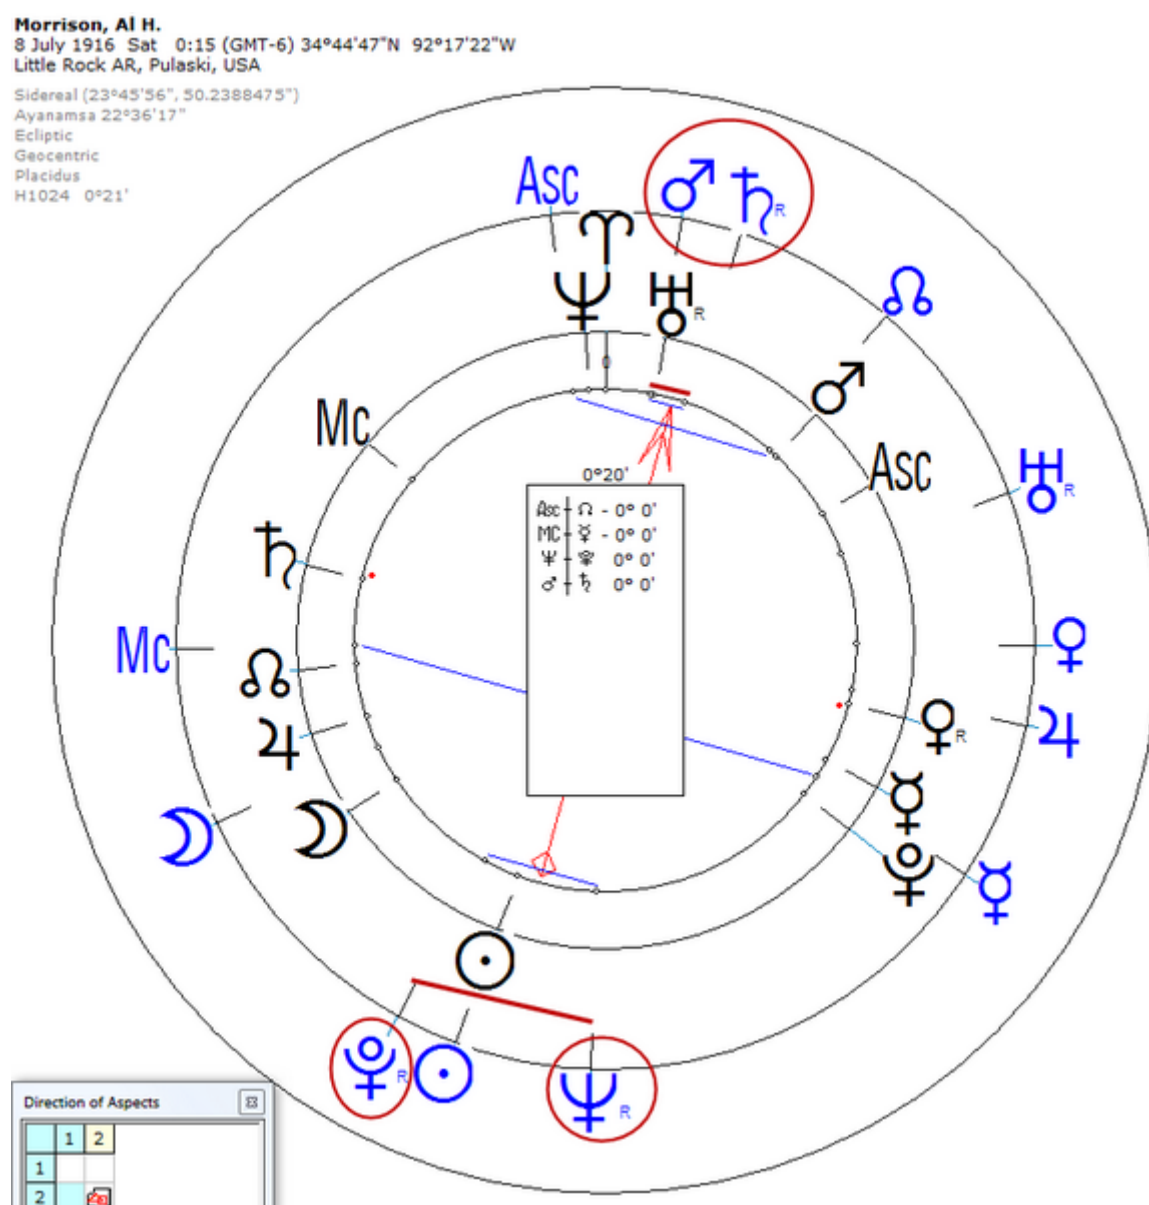 Morrison, Al H.
8 July 1916 Sat 0:15 (GMT-6) 34°44'47"N 92°17'22"W
Little Rock AR, Pulaski, USA
Sidereal (23°45'56", 50.2388475")
Ayanamsa 22°36'17"
Ecliptic
Geocentric
Placidus
H1024 0°21'
Asc ♂ ♄ R
♈
♆ ♅ R
☊
0
Mc ♂
Asc
♅ R
0°20'
Asc ☊ - 0° 0'
MC ☿ - 0° 0'
♆ ♇ 0° 0'
♂ ♄ 0° 0'
♄
Mc ♀
☊
♃ ♀ R ♃
☽ ☽ ☿
♇ ☿
☉
♇ R ☉ ♆ R
Direction of Aspects
1 2
1
2